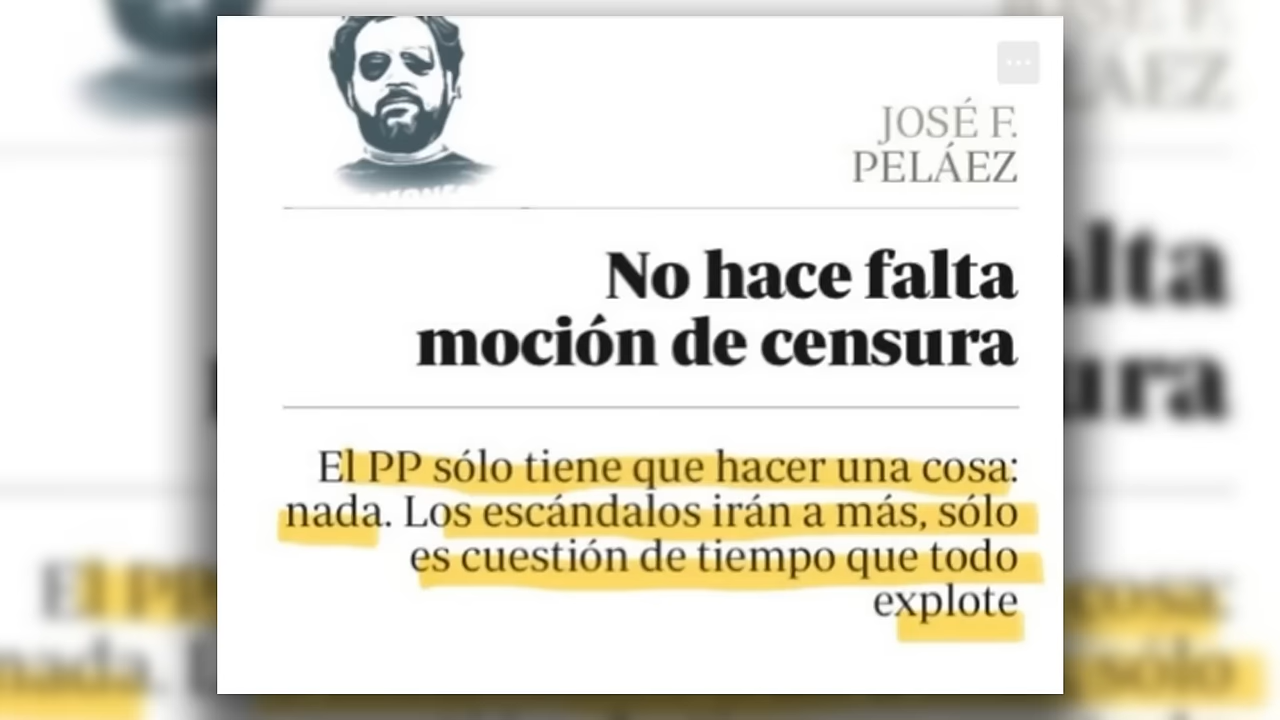 JOSÉ F.
PELÁEZ
No hace falta
moción de censura
El PP sólo tiene que hacer una cosa:
nada. Los escándalos irán a más, sólo
es cuestión de tiempo que todo
explote